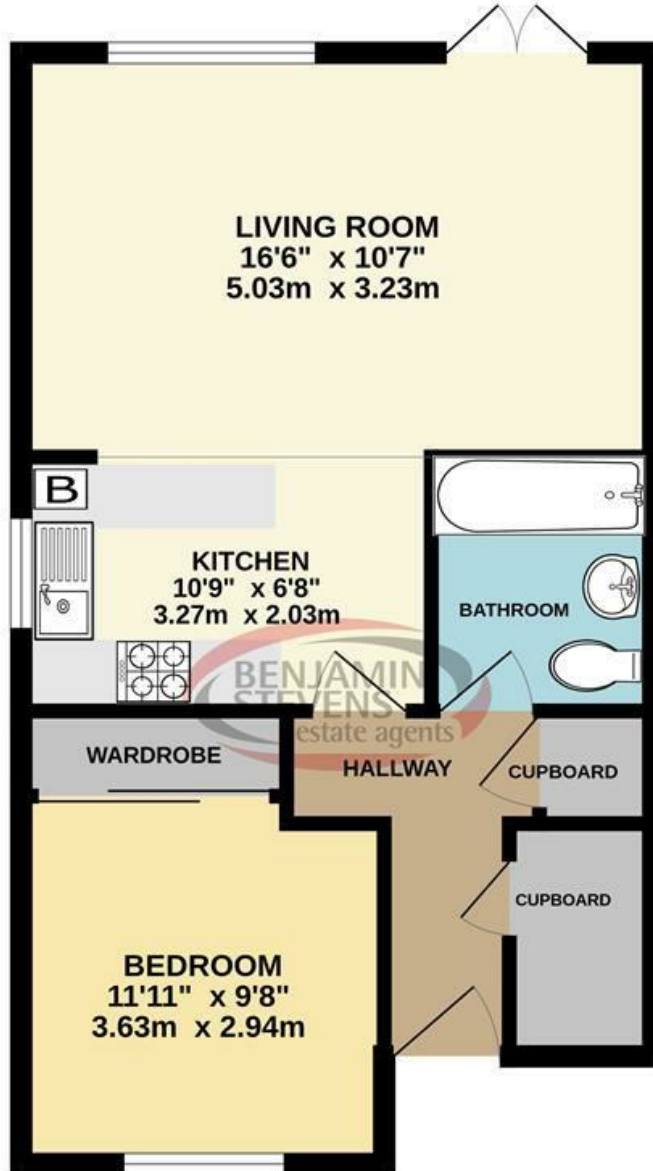 LIVING ROOM
16'6" x 10'7"
5.03m x 3.23m
B
KITCHEN
10'9" x 6'8"
3.27m x 2.03m
BATHROOM
BENJAMIN
STEVENS
estate agents
WARDROBE
HALLWAY
CUPBOARD
CUPBOARD
BEDROOM
11'11" x 9'8"
3.63m x 2.94m